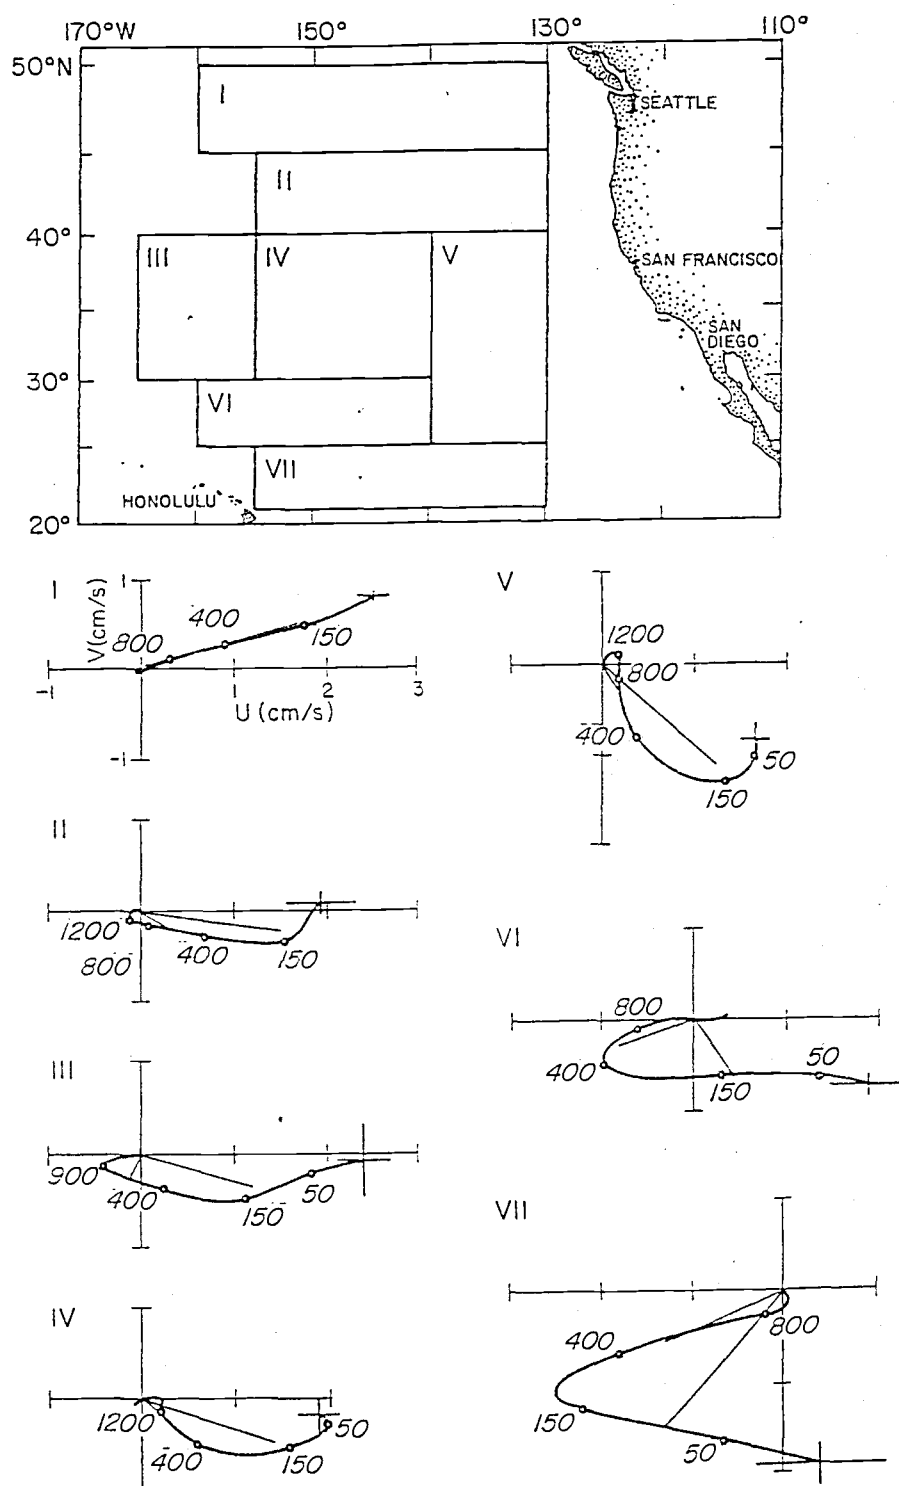 170°W 150° 130° 110°
50°N
I
SEATTLE
II
40°
III IV V
SAN FRANCISCO
SAN
DIEGO
30°
VI
VII
HONOLULU
20°
I
V(cm/s)
1
800 400 150
-1 1 2 3
U (cm/s)
-1
II
1200 800 400 150
III
900 400 150 50
IV
1200 400 150 50
V
1200
800
400
150
50
VI
800
400 150 50
VII
800
400
150
50